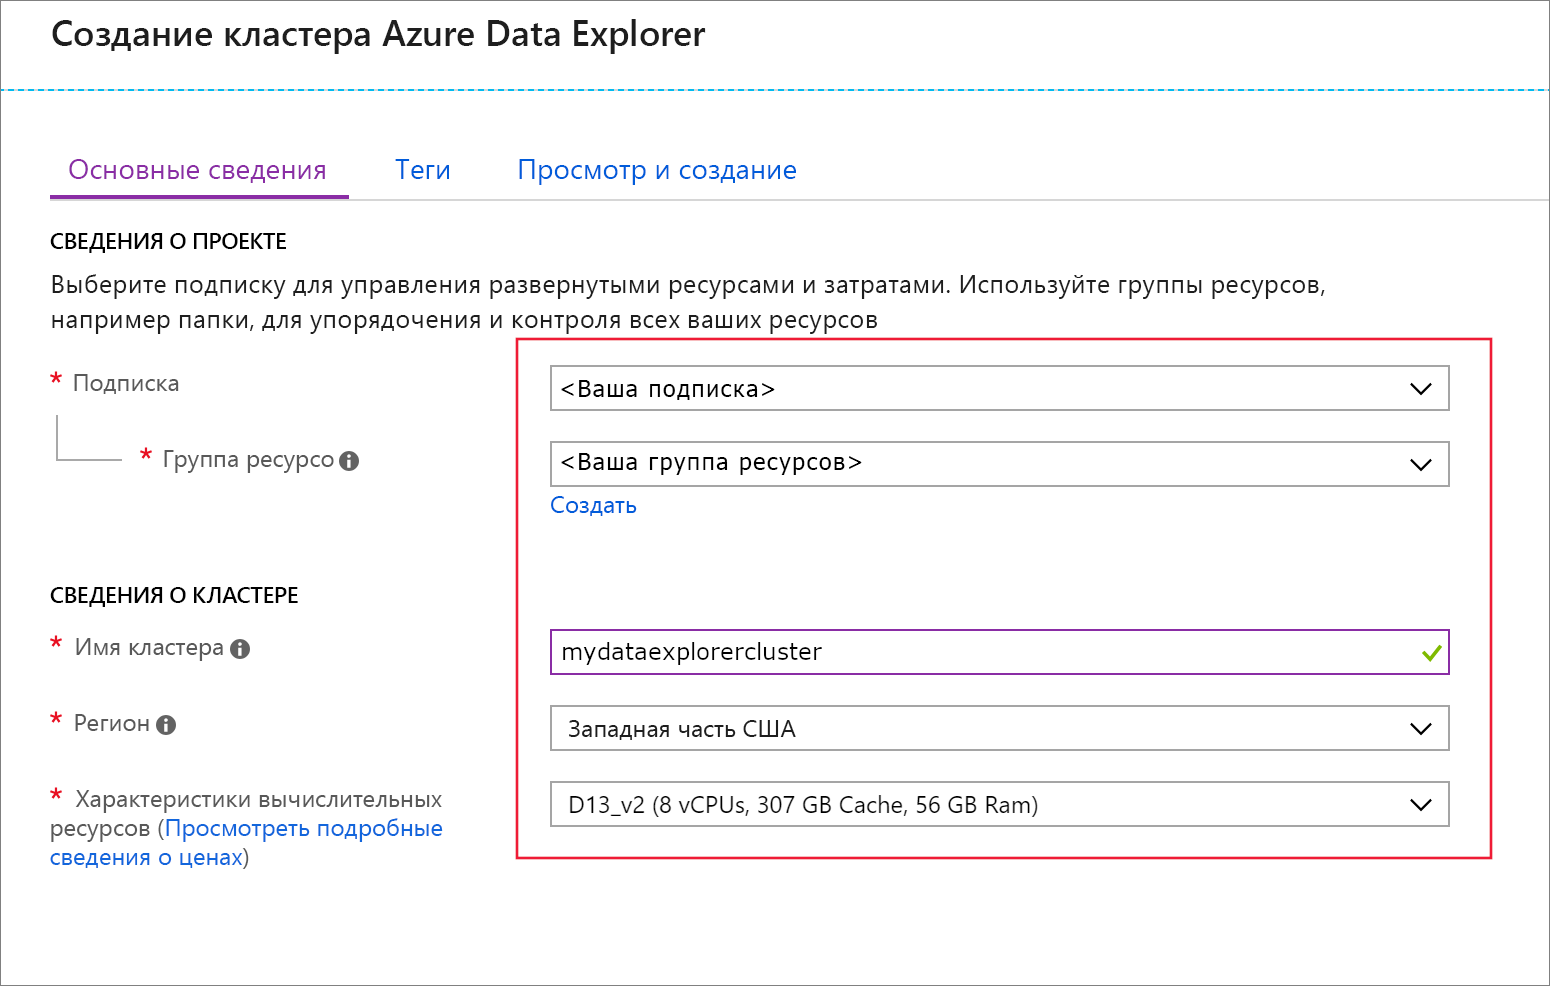 Создание кластера Azure Data Explorer
Основные сведения Теги Просмотр и создание
СВЕДЕНИЯ О ПРОЕКТЕ
Выберите подписку для управления развернутыми ресурсами и затратами. Используйте группы ресурсов,
например папки, для упорядочения и контроля всех ваших ресурсов
* Подписка
<Ваша подписка>
* Группа ресурсо
<Ваша группа ресурсов>
Создать
СВЕДЕНИЯ О КЛАСТЕРЕ
* Имя кластера
mydataexplorercluster
* Регион
Западная часть США
* Характеристики вычислительных
ресурсов (Просмотреть подробные
сведения о ценах)
D13_v2 (8 vCPUs, 307 GB Cache, 56 GB Ram)